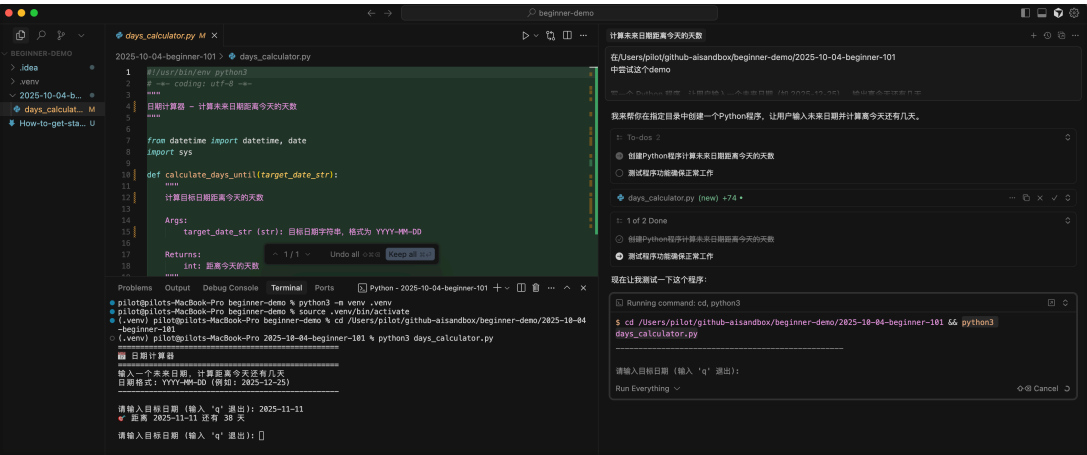 beginner-demo
BEGINNER-DEMO
.idea
.venv
2025-10-04-b...
days_calculat... M
How-to-get-sta... U
days_calculator.py M
2025-10-04-beginner-101 > days_calculator.py
1 #!/usr/bin/env python3
2 # -*- coding: utf-8 -*-
3 """
4 日期计算器 - 计算未来日期距离今天的天数
5 """
6
7 from datetime import datetime, date
8 import sys
9
10 def calculate_days_until(target_date_str):
11 """
12 计算目标日期距离今天的天数
13
14 Args:
15 target_date_str (str): 目标日期字符串, 格式为 YYYY-MM-DD
16
17 Returns:
18 int: 距离今天的天数
"""
1 / 1 Undo all Keep all
Problems Output Debug Console Terminal Ports Python - 2025-10-04-beginner-101
pilot@pilots-MacBook-Pro beginner-demo % python3 -m venv .venv
pilot@pilots-MacBook-Pro beginner-demo % source .venv/bin/activate
(.venv) pilot@pilots-MacBook-Pro beginner-demo % cd /Users/pilot/github-aisandbox/beginner-demo/2025-10-04
-beginner-101
(.venv) pilot@pilots-MacBook-Pro 2025-10-04-beginner-101 % python3 days_calculator.py
日期计算器
输入一个未来日期, 计算距离今天还有几天
日期格式: YYYY-MM-DD (例如: 2025-12-25)
请输入目标日期 (输入 'q' 退出): 2025-11-11
距离 2025-11-11 还有 38 天
请输入目标日期 (输入 'q' 退出):
计算未来日期距离今天的天数
在/Users/pilot/github-aisandbox/beginner-demo/2025-10-04-beginner-101
中尝试这个demo
我来帮你在指定目录中创建一个Python程序，让用户输入未来日期并计算离今天还有几天。
To-dos 2
创建Python程序计算未来日期距离今天的天数
测试程序功能确保正常工作
days_calculator.py (new) +74
1 of 2 Done
创建Python程序计算未来日期距离今天的天数
测试程序功能确保正常工作
现在让我测试一下这个程序:
Running command: cd, python3
$ cd /Users/pilot/github-aisandbox/beginner-demo/2025-10-04-beginner-101 && python3
days_calculator.py
请输入目标日期 (输入 'q' 退出):
Run Everything
Cancel